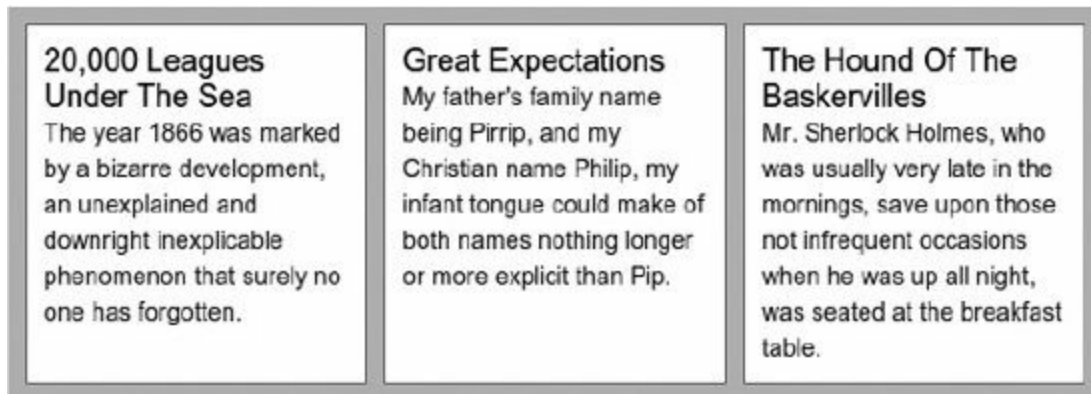 20,000 Leagues
Under The Sea
The year 1866 was marked
by a bizarre development,
an unexplained and
downright inexplicable
phenomenon that surely no
one has forgotten.
Great Expectations
My father's family name
being Pirrip, and my
Christian name Philip, my
infant tongue could make of
both names nothing longer
or more explicit than Pip.
The Hound Of The
Baskervilles
Mr. Sherlock Holmes, who
was usually very late in the
mornings, save upon those
not infrequent occasions
when he was up all night,
was seated at the breakfast
table.